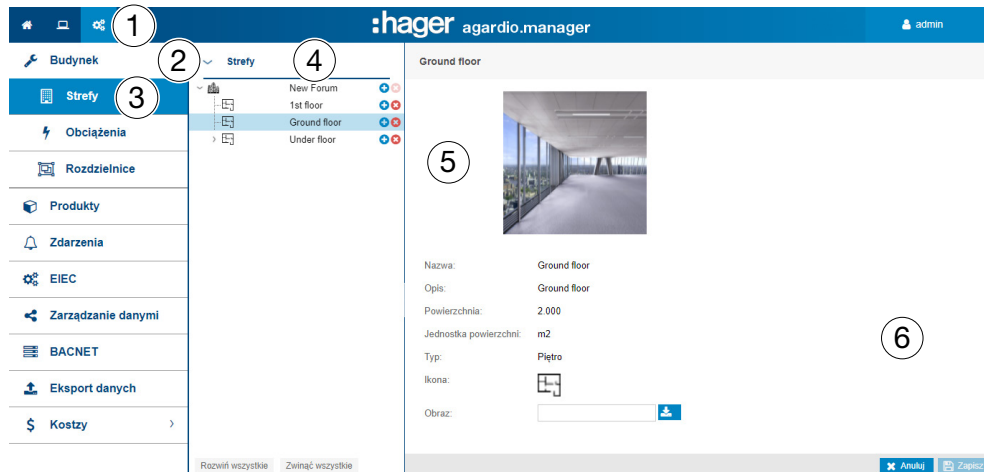 1
:hager agardio.manager
admin
Budynek
2
Strefy
4
Ground floor
Strefy
3
New Forum
1st floor
Ground floor
Under floor
5
Obciążenia
Rozdzielnice
Produkty
Zdarzenia
EIEC
Zarządzanie danymi
BACNET
Eksport danych
Kostzy
Nazwa: Ground floor
Opis: Ground floor
Powierzchnia: 2.000
Jednostka powierzchni: m2
6
Typ: Piętro
Ikona:
Obraz:
Rozwiń wszystkie Zwinąć wszystkie
Anuluj Zapisz